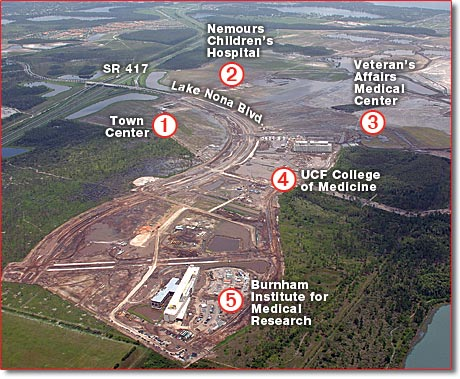 Nemours
Children's
Hospital
2
SR 417
Lake Nona Blvd.
Veteran's
Affairs
Medical
Center
3
Town
Center
1
4
UCF College
of Medicine
5
Burnham
Institute for
Medical
Research